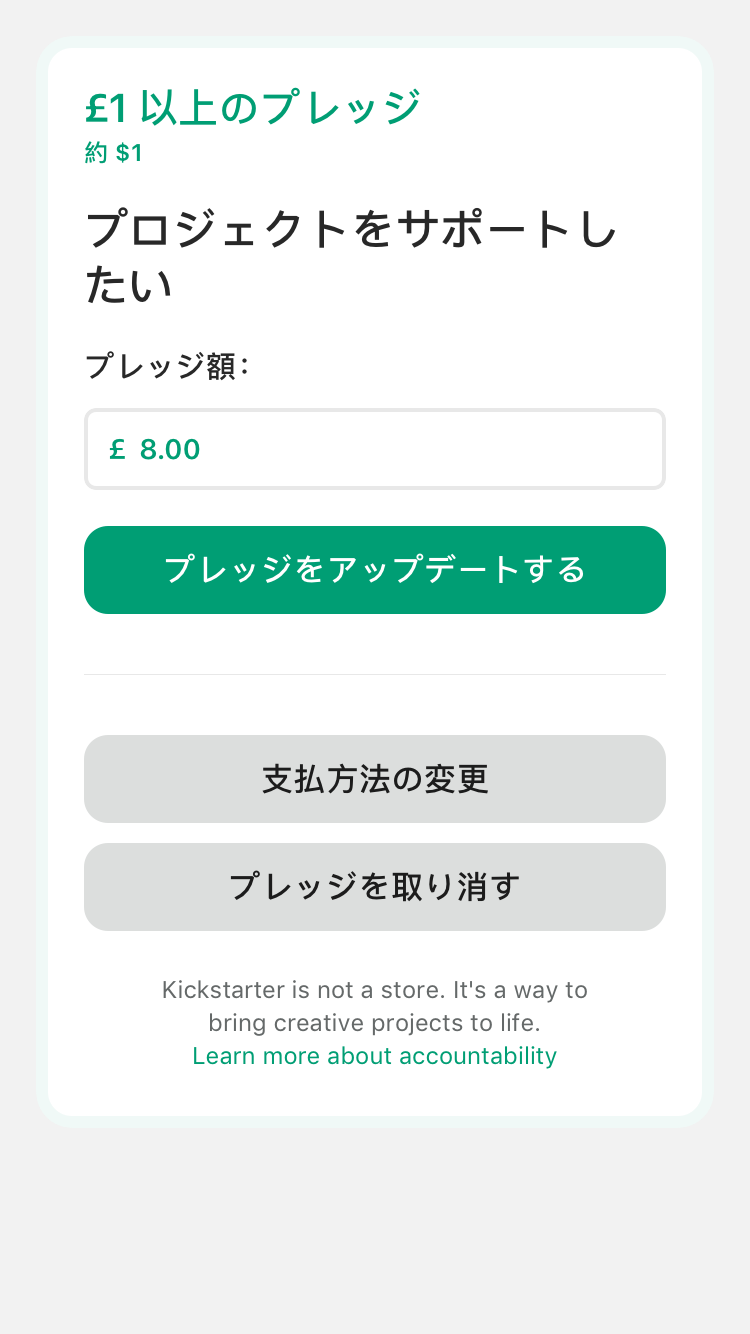 £1 以上のプレッジ
約 $1
プロジェクトをサポートし
たい
プレッジ額:
£ 8.00
プレッジをアップデートする
支払方法の変更
プレッジを取り消す
Kickstarter is not a store. It's a way to
bring creative projects to life.
Learn more about accountability